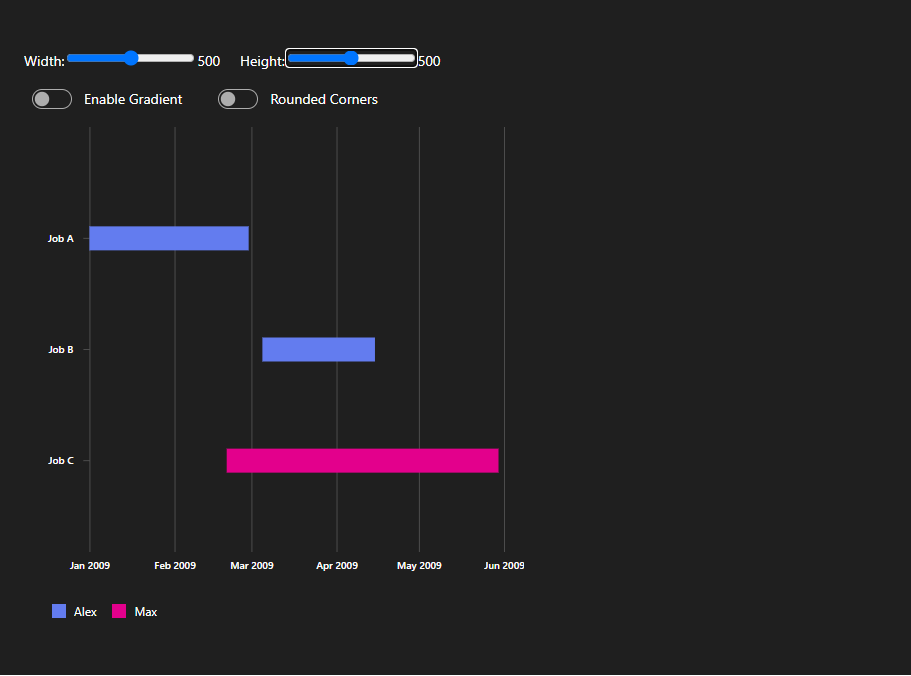 Width: 500 Height: 500
Enable Gradient Rounded Corners
Job A
Job B
Job C
Jan 2009 Feb 2009 Mar 2009 Apr 2009 May 2009 Jun 2009
Alex Max